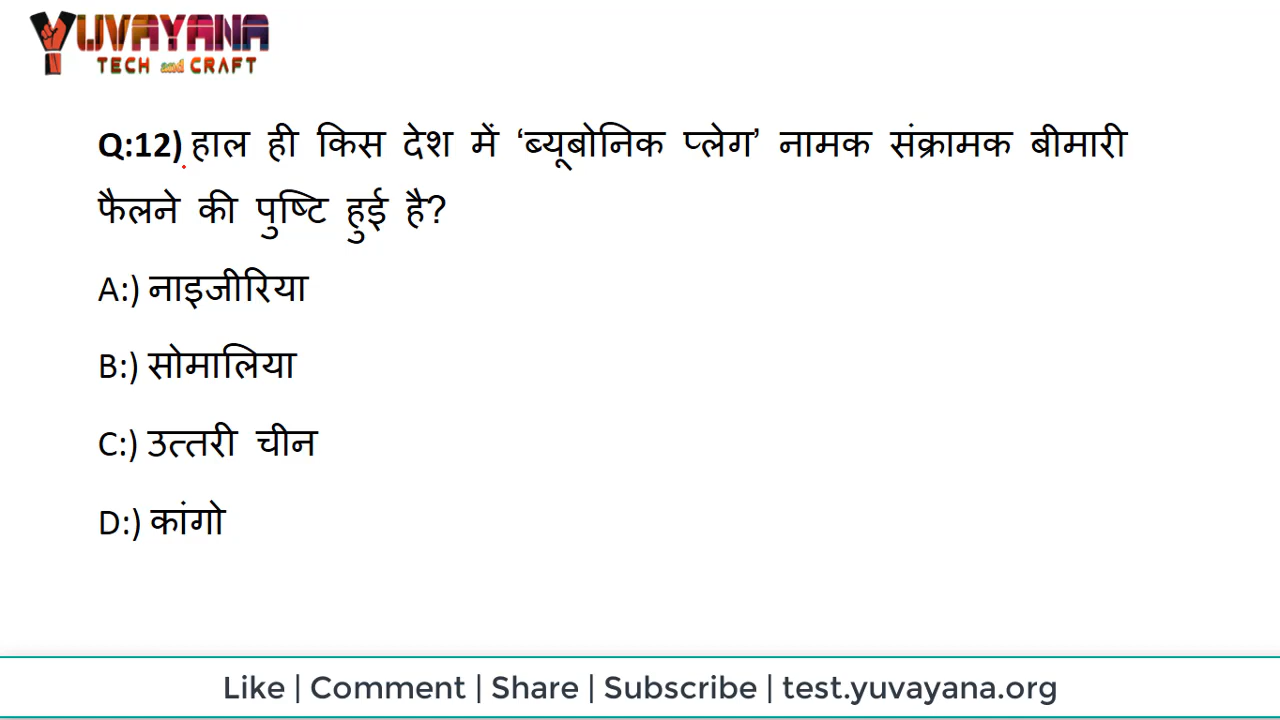 YUVAYANA
TECH and CRAFT
Q:12) हाल ही किस देश में ‘ब्यूबोनिक प्लेग’ नामक संक्रामक बीमारी
फैलने की पुष्टि हुई है?
A:) नाइजीरिया
B:) सोमालिया
C:) उत्तरी चीन
D:) कांगो
Like | Comment | Share | Subscribe | test.yuvayana.org